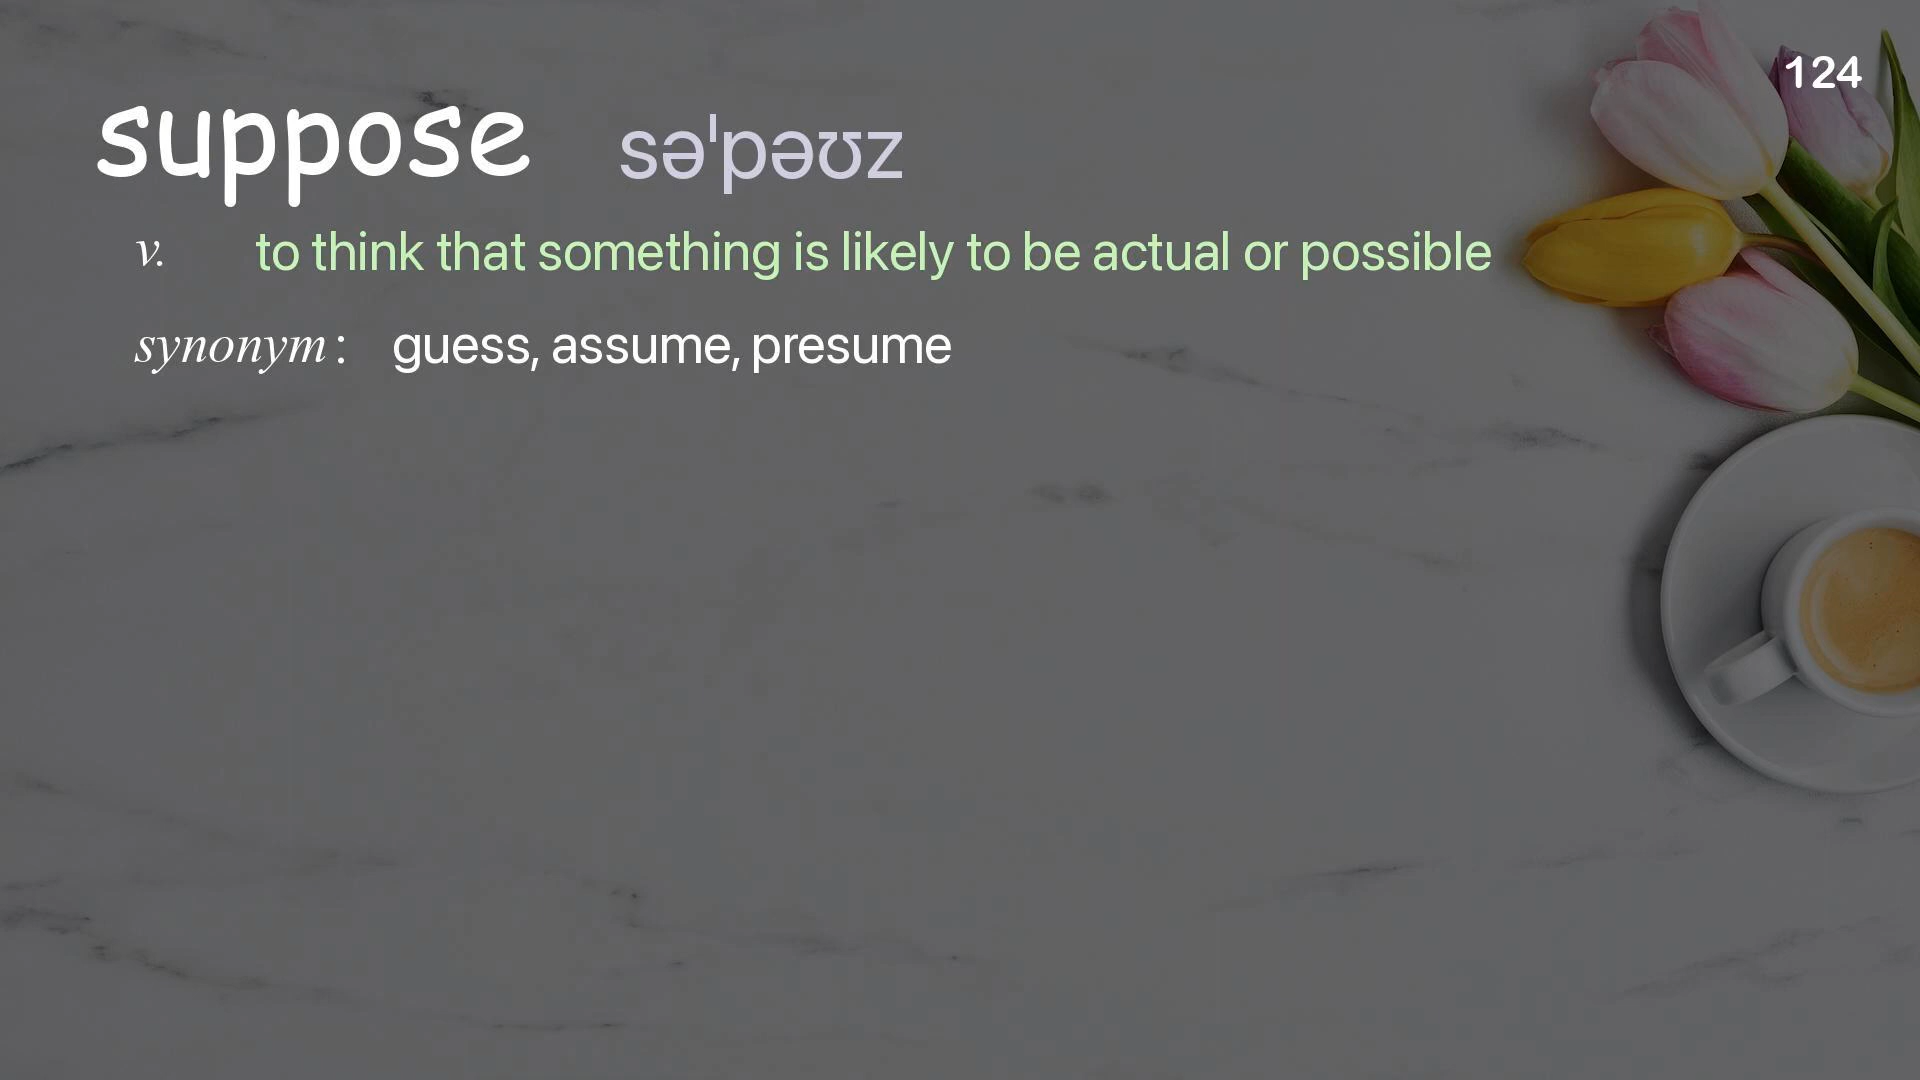 124
suppose səˈpəʊz
v. to think that something is likely to be actual or possible
synonym : guess, assume, presume